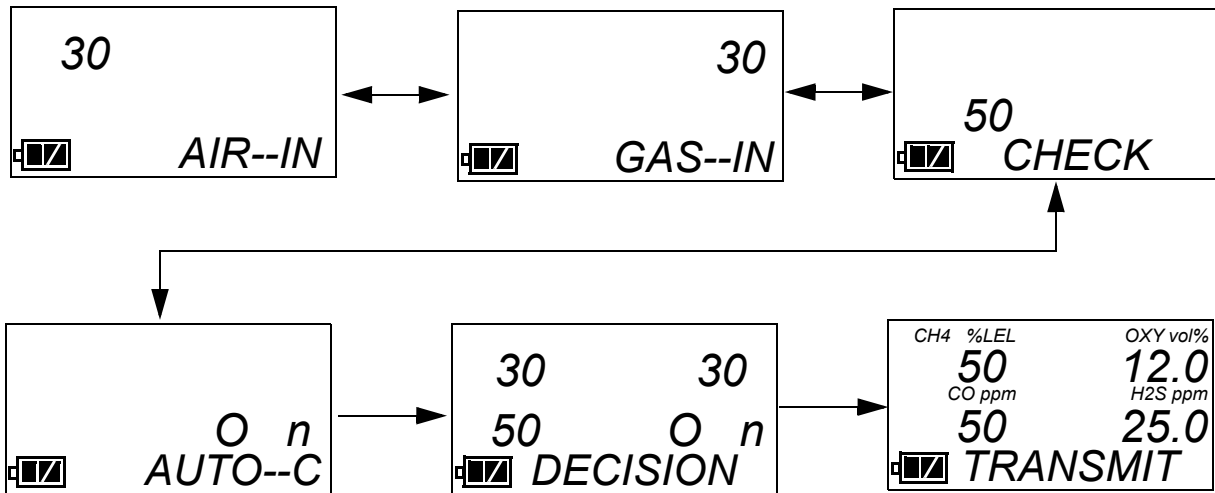 30
AIR--IN
30
GAS--IN
50
CHECK
O n
AUTO--C
30 30
50 O n
DECISION
CH4 %LEL OXY vol%
50 12.0
CO ppm H2S ppm
50 25.0
TRANSMIT